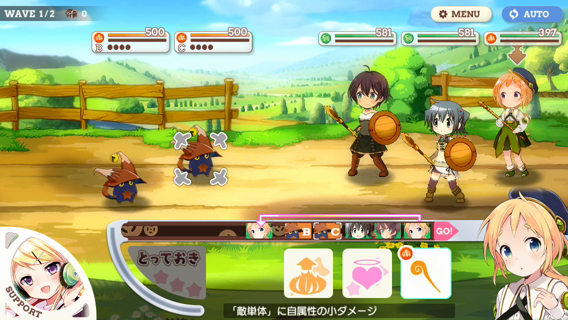 WAVE 1/2 0
MENU
AUTO
500
B
500
C
581
581
397
B
C
GO!
とっておき
SUPPORT
「敵単体」に自属性の小ダメージ